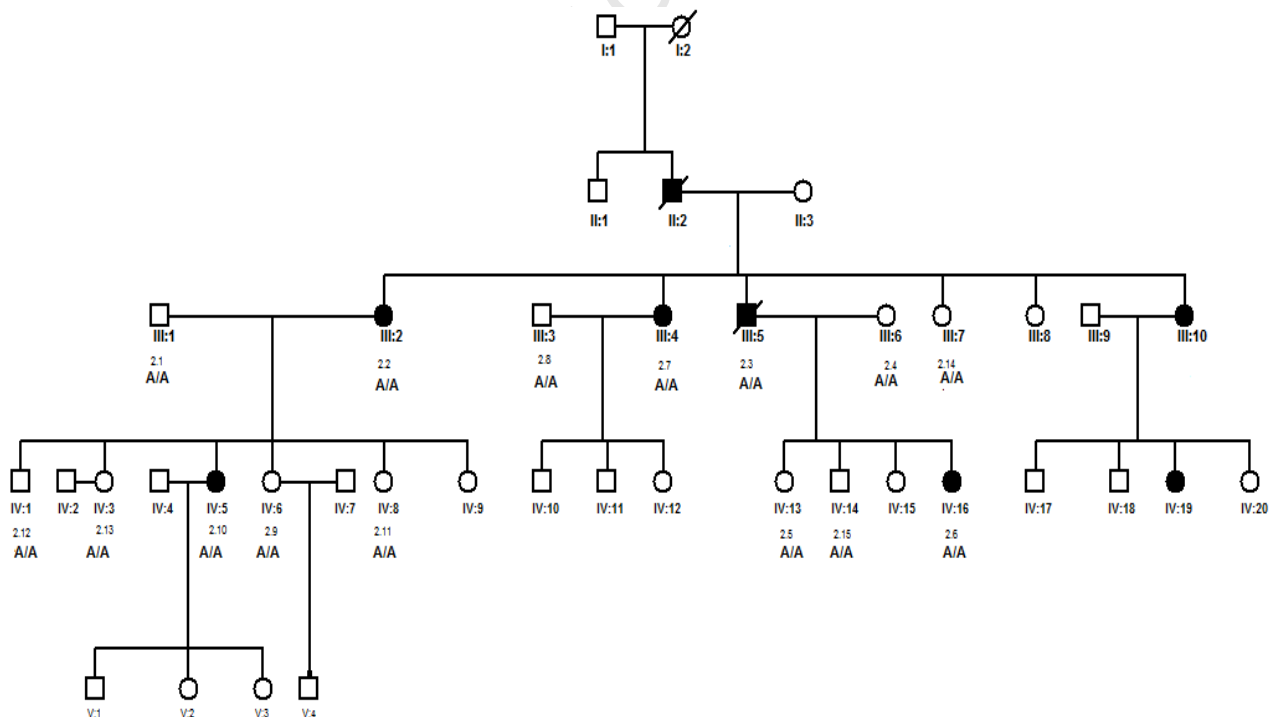 I:1 I:2
II:1 II:2 II:3
III:1 III:2 III:3 III:4 III:5 III:6 III:7 III:8 III:9 III:10
2.1 2.2 2.8 2.7 2.3 2.4 2.14
A/A A/A A/A A/A A/A A/A A/A
IV:1 IV:2 IV:3 IV:4 IV:5 IV:6 IV:7 IV:8 IV:9 IV:10 IV:11 IV:12 IV:13 IV:14 IV:15 IV:16 IV:17 IV:18 IV:19 IV:20
2.12 2.13 2.10 2.9 2.11 2.5 2.15 2.6
A/A A/A A/A A/A A/A A/A A/A A/A
V:1 V:2 V:3 V:4